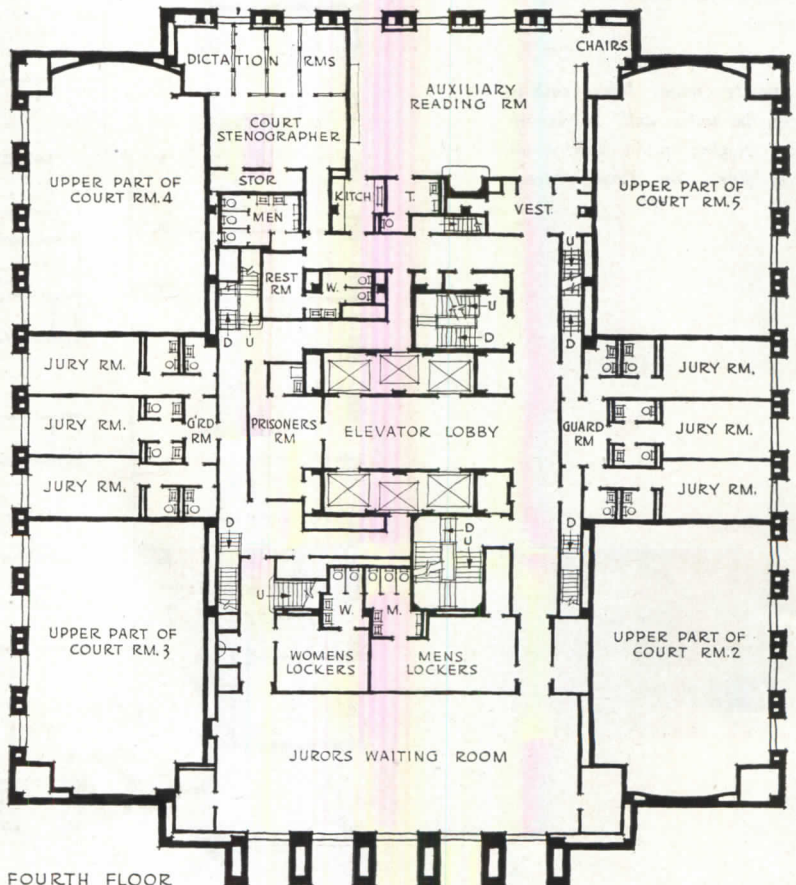 CHAIRS
DICTATION RMS
AUXILIARY
READING RM
COURT
STENOGRAPHER
UPPER PART OF
COURT RM. 4
STOR
KITCH
T.
VEST.
UPPER PART OF
COURT RM. 5
MEN
U
REST
RM
W.
U
D
U
D
D
JURY RM.
JURY RM.
JURY RM.
G'RD
RM
PRISONERS
RM
ELEVATOR LOBBY
GUARD
RM
JURY RM.
JURY RM.
JURY RM.
D
D
U
D
U
W.
M.
UPPER PART OF
COURT RM. 3
WOMENS
LOCKERS
MENS
LOCKERS
UPPER PART OF
COURT RM. 2
JURORS WAITING ROOM
FOURTH FLOOR